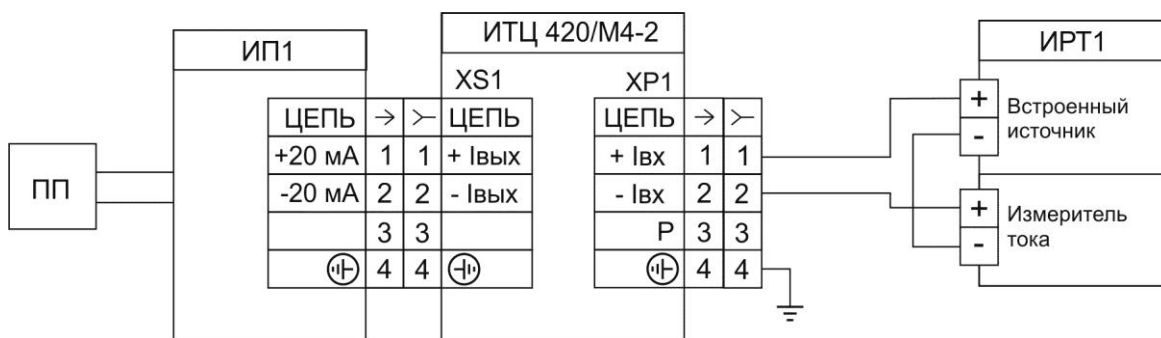 ИП1
ИТЦ 420/М4-2
ИРТ1
XS1
XP1
ЦЕПЬ → ≻ ЦЕПЬ
ЦЕПЬ → ≻
+ Встроенный
- источник
+20 мА 1 1 + Iвых
+ Iвх 1 1
ПП
-20 мА 2 2 - Iвых
- Iвх 2 2
+ Измеритель
- тока
3 3
Р 3 3
4 4
4 4